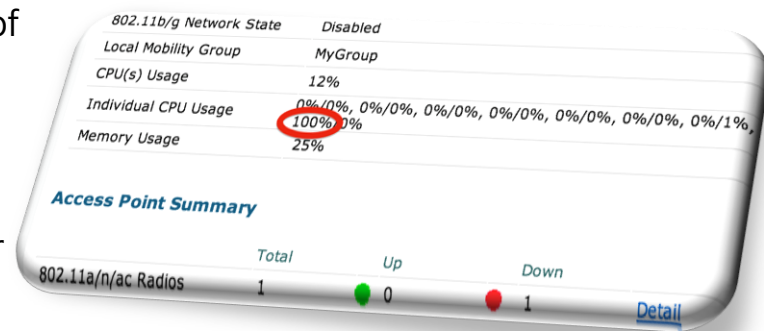 of
802.11b/g Network State Disabled
Local Mobility Group MyGroup
CPU(s) Usage 12%
Individual CPU Usage 0%/0%, 0%/0%, 0%/0%, 0%/0%, 0%/0%, 0%/0%, 0%/1%,
100%/0%
Memory Usage 25%
Access Point Summary
Total Up Down
802.11a/n/ac Radios 1 0 1 Detail